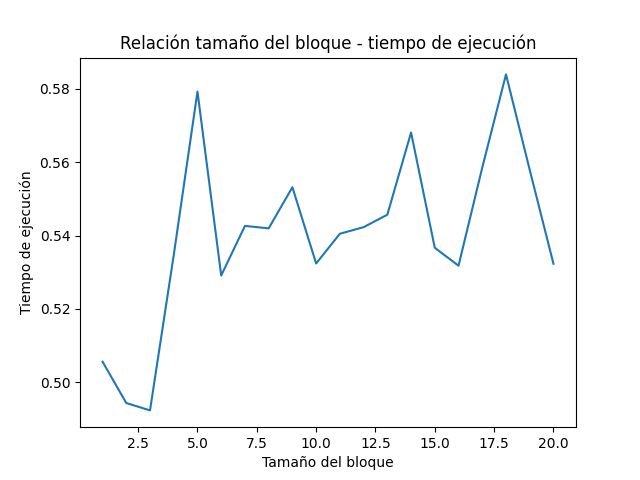 Relación tamaño del bloque - tiempo de ejecución
0.58
0.56
0.54
0.52
0.50
Tiempo de ejecución
2.5 5.0 7.5 10.0 12.5 15.0 17.5 20.0
Tamaño del bloque